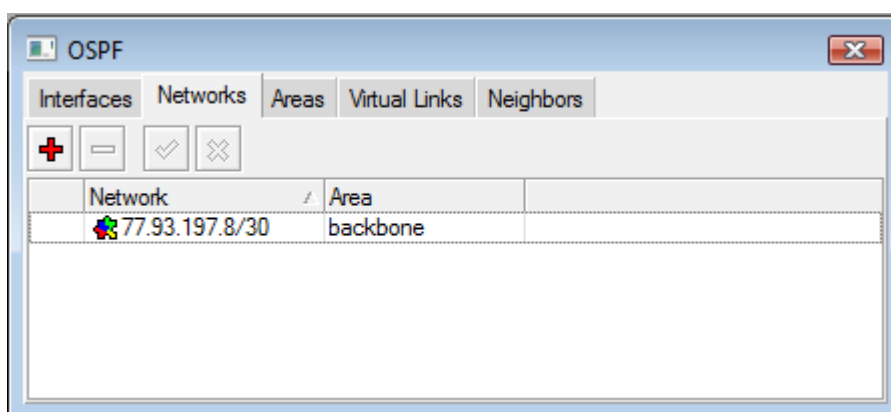 OSPF
Interfaces Networks Areas Virtual Links Neighbors
Network Area
77.93.197.8/30 backbone